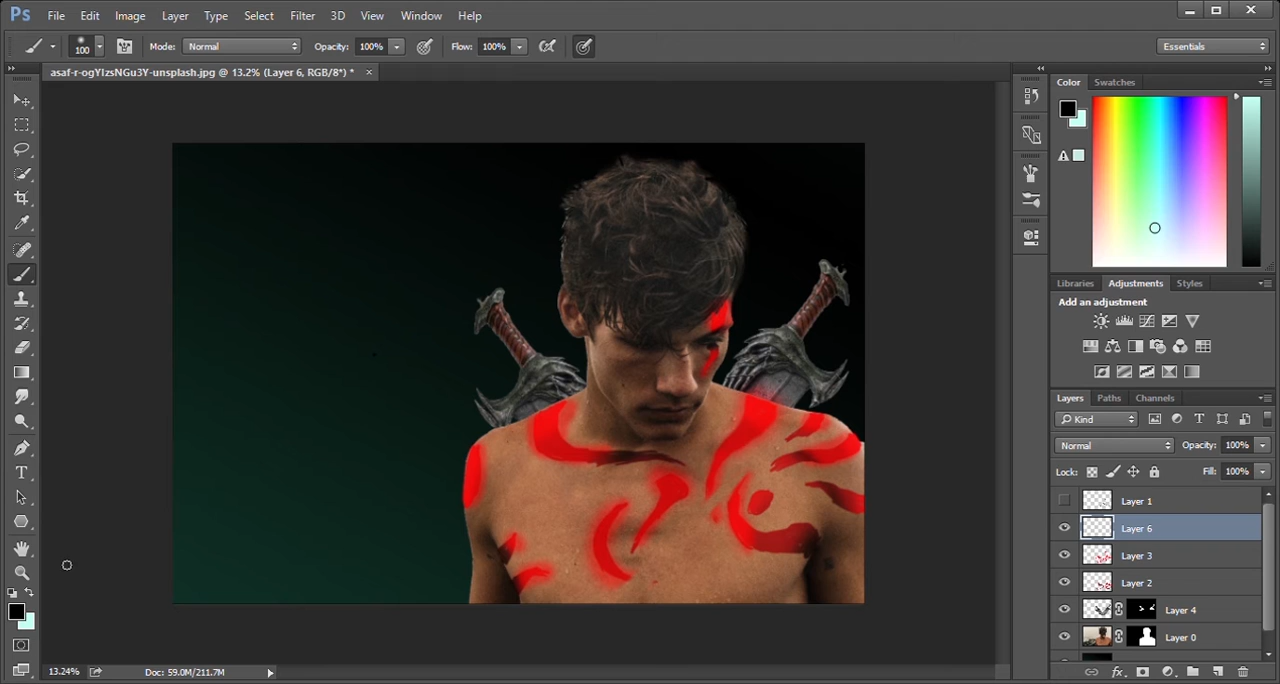 Ps File Edit Image Layer Type Select Filter 3D View Window Help
100 Mode: Normal Opacity: 100% Flow: 100% Essentials
asaf-r-ogYIzsNGu3Y-unsplash.jpg @ 13.2% (Layer 6, RGB/8*) *
Color Swatches
Libraries Adjustments Styles
Add an adjustment
Layers Paths Channels
Kind
Normal Opacity: 100%
Lock: Fill: 100%
Layer 1
Layer 6
Layer 3
Layer 2
Layer 4
Layer 0
13.24% Doc: 59.0M/211.7M